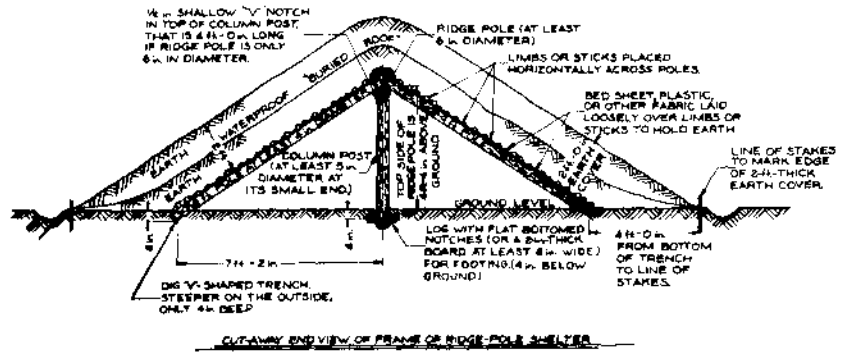 1/2 in. SHALLOW "V" NOTCH
IN TOP OF COLUMN POST,
THAT IS 4 ft-0 in. LONG
IF RIDGE POLE IS ONLY
6 in. IN DIAMETER.
RIDGE POLE (AT LEAST
6 in. DIAMETER)
LIMBS OR STICKS PLACED
HORIZONTALLY ACROSS POLES.
BED SHEET, PLASTIC,
OR OTHER FABRIC LAID
LOOSELY OVER LIMBS OR
STICKS TO HOLD EARTH
LINE OF STAKES
TO MARK EDGE
OF 2-ft-THICK
EARTH COVER.
EARTH
WATERPROOF
"BURIED
ROOF"
EARTH
DIAMETER
COLUMN POST
(AT LEAST 5 in.
DIAMETER AT
ITS SMALL END.)
TOP SIDE OF
RIDGE POLE IS
ABOVE
GROUND
2 ft-0 in.
EARTH
COVER
GROUND LEVEL
4 in.
4 in.
7 ft - 2 in.
LOG WITH FLAT BOTTOMED
NOTCHES (OR A 2-in-THICK
BOARD AT LEAST 6 in. WIDE)
FOR FOOTING. (4 in. BELOW
GROUND)
4 ft-0 in.
FROM BOTTOM
OF TRENCH
TO LINE OF
STAKES.
DIG "V"-SHAPED TRENCH,
STEEPER ON THE OUTSIDE,
ONLY 4 in. DEEP
CUT-AWAY END VIEW OF FRAME OF RIDGE-POLE SHELTER